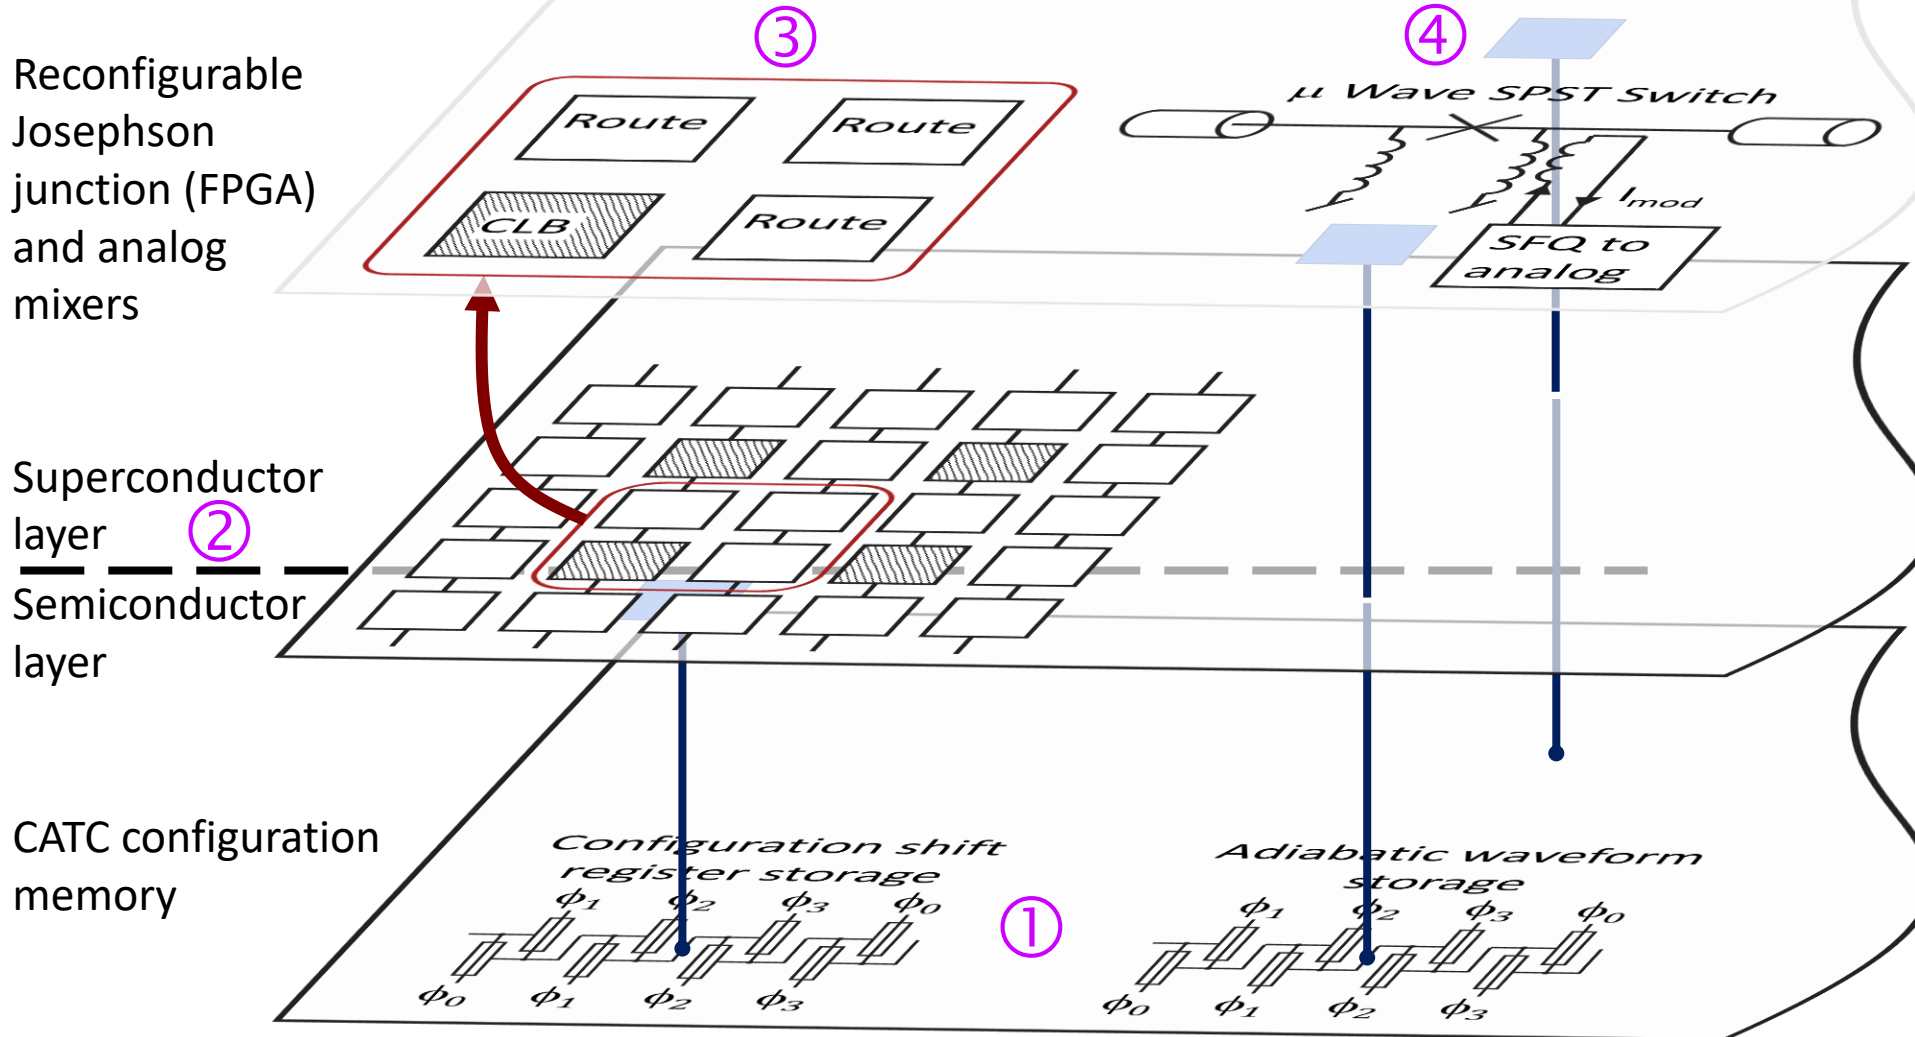 ③
④
Reconfigurable
Josephson
junction (FPGA)
and analog
mixers
μ Wave SPST Switch
Route
Route
CLB
Route
Imod
SFQ to
analog
Superconductor
layer
②
Semiconductor
layer
CATC configuration
memory
Configuration shift
register storage
Adiabatic waveform
storage
①
ϕ1 ϕ2 ϕ3 ϕ0
ϕ0 ϕ1 ϕ2 ϕ3
ϕ1 ϕ2 ϕ3 ϕ0
ϕ0 ϕ1 ϕ2 ϕ3